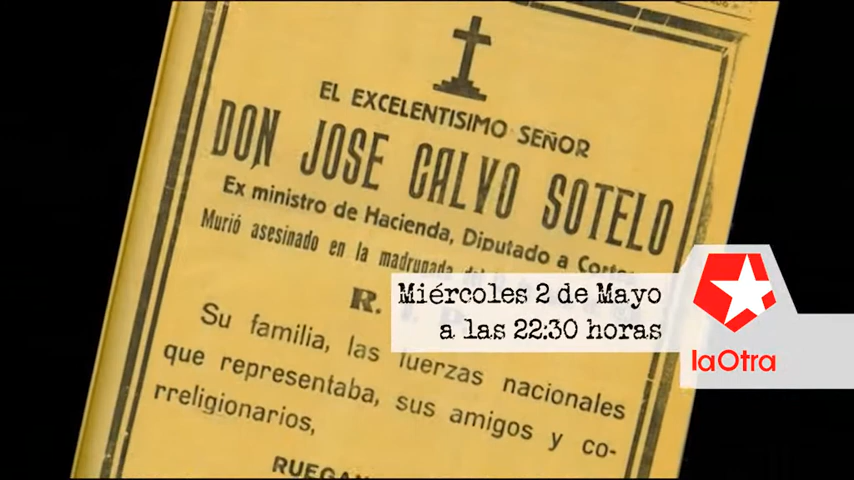 EL EXCELENTISIMO SEÑOR
DON JOSE CALVO SOTELO
Ex ministro de Hacienda, Diputado a
Murió asesinado en la madrugada
R.
Su familia, las fuerzas nacionales
que representaba, sus amigos y co-
rreligionarios,
Miércoles 2 de Mayo
a las 22:30 horas
laOtra